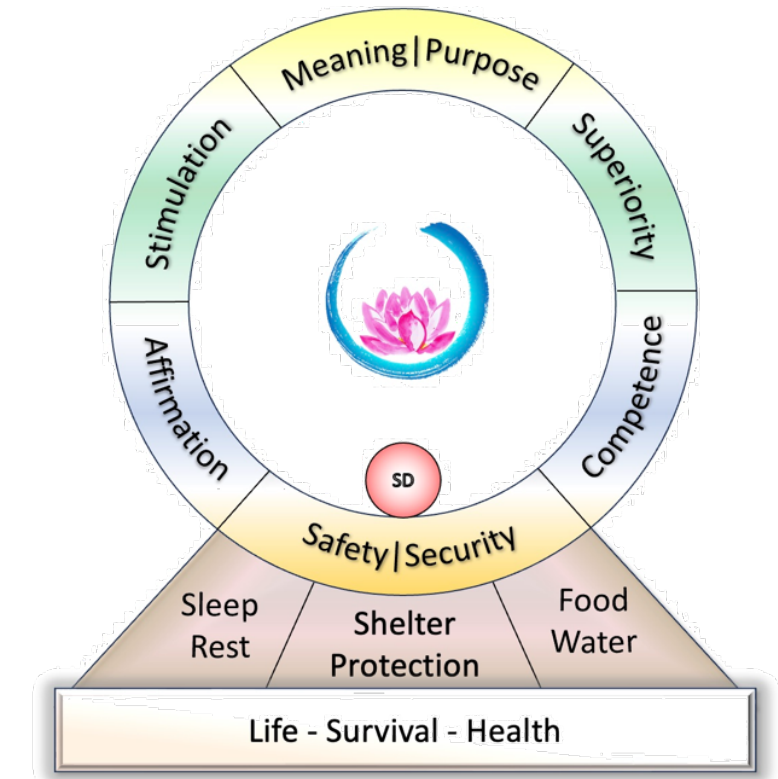 Meaning|Purpose
Stimulation
Superiority
Affirmation
Competence
SD
Safety|Security
Sleep
Rest
Shelter
Protection
Food
Water
Life - Survival - Health